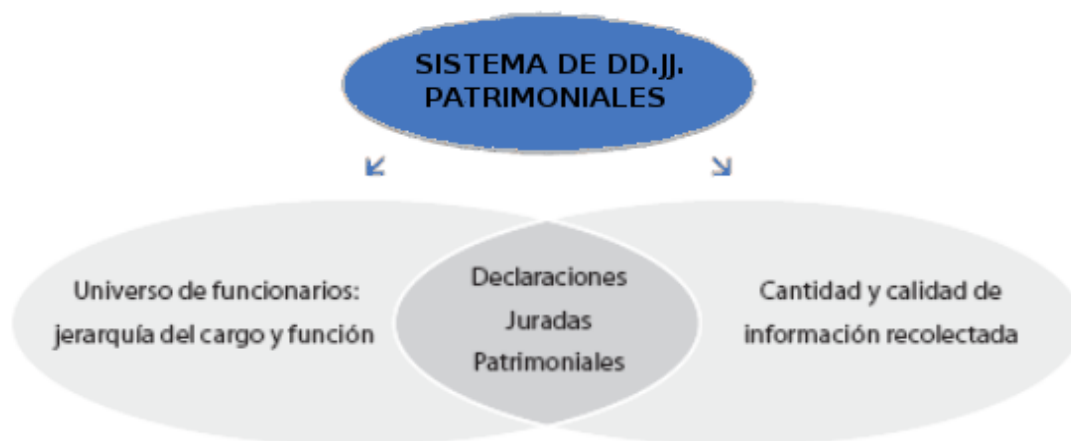 SISTEMA DE DD.JJ.
PATRIMONIALES
Universo de funcionarios:
jerarquía del cargo y función
Declaraciones
Juradas
Patrimoniales
Cantidad y calidad de
información recolectada